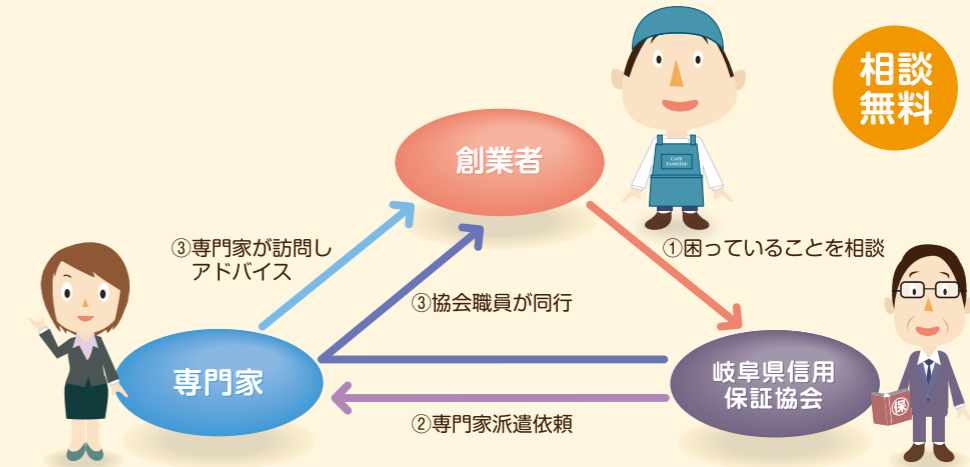 相談
無料
創業者
CAFE
TAMOTSU
③専門家が訪問し
アドバイス
①困っていることを相談
③協会職員が同行
専門家
岐阜県信用
保証協会
保
②専門家派遣依頼